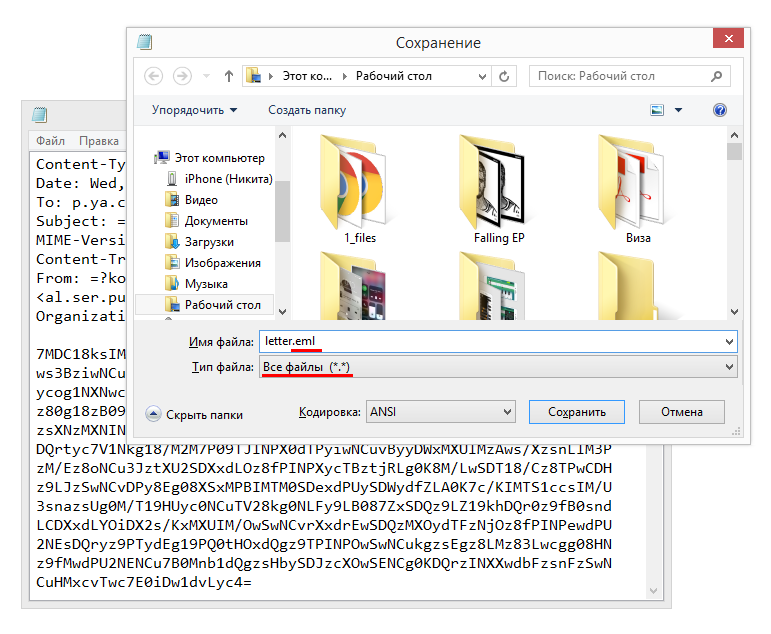 Сохранение
Этот ко... Рабочий стол
Поиск: Рабочий стол
Упорядочить
Создать папку
Этот компьютер
iPhone (Никита)
Видео
Документы
Загрузки
Изображения
Музыка
Рабочий стол
1_files
Falling EP
Виза
Имя файла: letter.eml
Тип файла: Все файлы (*.*)
Скрыть папки
Кодировка: ANSI
Сохранить
Отмена
Файл Правка
Content-Ty
Date: Wed,
To: p.ya.c
Subject: =
MIME-Versi
Content-Tr
From: =?ko
<al.ser.pu
Organizati
7MDC18ksIM
ws3BziwNCu
ycog1NXNwc
z80g18zB09
zsXNzMXNIN
DQrtyc7V1Nkg18/M2M7P09TJINPX0dTPyiwNCuvByyDWxMXUIMzAws/XzsnLIM3P
zM/Ez8oNCu3JztXU2SDXxdLOz8fPINPXycTBztjRLg0K8M/LwSDT18/Cz8TPwCDH
z9LJzSwNCvDPy8Eg08XSxMPBIMTM0SDexdPUySDWydfZLA0K7c/KIMTS1ccsIM/U
3snazsUg0M/T19HUyc0NCuTV28kg0NLFy9LB087ZxSDQz9LZ19khDQr0z9fB0snd
LCDXxdLYOiDX2s/KxMXUIM/OwSwNCvrXxdrEwSDQzMXOydTFzNjOz8fPINPewdPU
2NEsDQryz9PTydEg19PQ0tHOxdQgz9TPINPOwSwNCukgzsEgz8LMz83Lwcgg08HN
z9fMwdPU2NENCu7B0Mnb1dQgzsHbySDJzcXOwSENCg0KDQrzINXXwdbFzsnFzSwN
CuHMxcvTwc7E0iDw1dvLyc4=